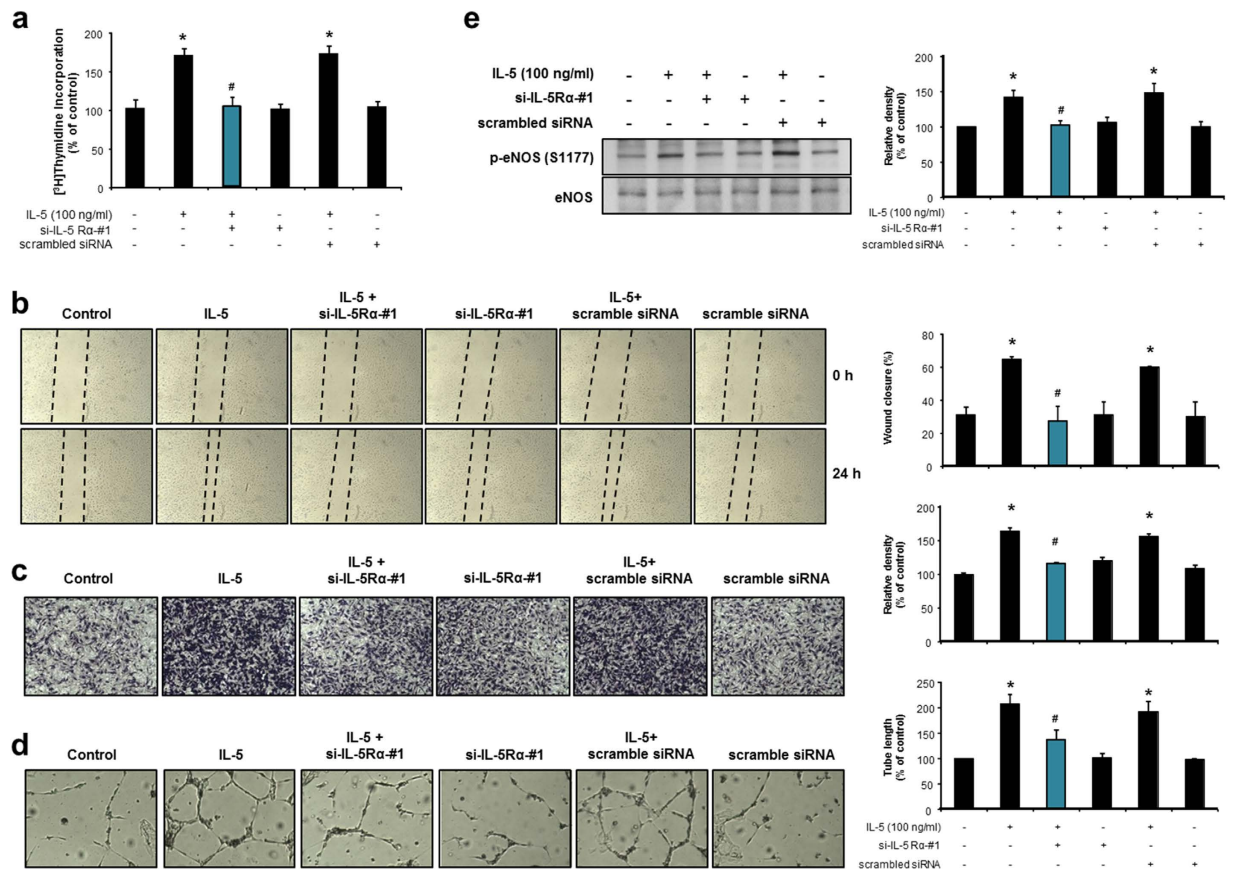 a
[³H]Thymidine incorporation
(% of control)
200
150
100
50
0
*
#
*
IL-5 (100 ng/ml) - + + - + -
si-IL-5 Rα-#1 - - + + - -
scrambled siRNA - - - - + +
e
IL-5 (100 ng/ml) - + + - + -
si-IL-5Rα-#1 - - + + - -
scrambled siRNA - - - - + +
p-eNOS (S1177)
eNOS
Relative density
(% of control)
200
150
100
50
0
*
#
*
IL-5 (100 ng/ml) - + + - + -
si-IL-5 Rα-#1 - - + + - -
scrambled siRNA - - - - + +
b
Control
IL-5
IL-5 +
si-IL-5Rα-#1
si-IL-5Rα-#1
IL-5+
scramble siRNA
scramble siRNA
0 h
24 h
Wound closure (%)
80
60
40
20
0
*
#
*
c
Control
IL-5
IL-5 +
si-IL-5Rα-#1
si-IL-5Rα-#1
IL-5+
scramble siRNA
scramble siRNA
Relative density
(% of control)
200
150
100
50
0
*
#
*
d
Control
IL-5
IL-5 +
si-IL-5Rα-#1
si-IL-5Rα-#1
IL-5+
scramble siRNA
scramble siRNA
Tube length
(% of control)
250
200
150
100
50
0
*
#
*
IL-5 (100 ng/ml) - + + - + -
si-IL-5 Rα-#1 - - + + - -
scrambled siRNA - - - - + +